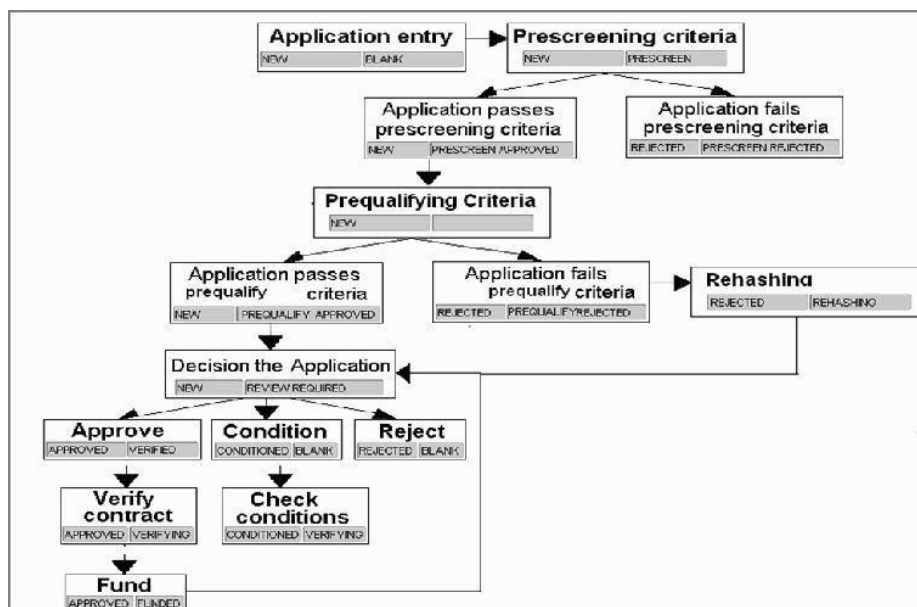 Application entry
NEW BLANK
Prescreening criteria
NEW PRESCREEN
Application passes
prescreening criteria
NEW PRESCREEN APPROVED
Application fails
prescreening criteria
REJECTED PRESCREEN REJECTED
Prequalifying Criteria
NEW
Application passes
prequalify criteria
NEW PREQUALIFY APPROVED
Application fails
prequalify criteria
REJECTED PREQUALIFYREJECTED
Rehashing
REJECTED REHASHING
Decision the Application
NEW REVIEW REQUIRED
Approve
APPROVED VERIFIED
Condition
CONDITIONED BLANK
Reject
REJECTED BLANK
Verify
contract
APPROVED VERIFYING
Check
conditions
CONDITIONED VERIFYING
Fund
APPROVED FUNDED